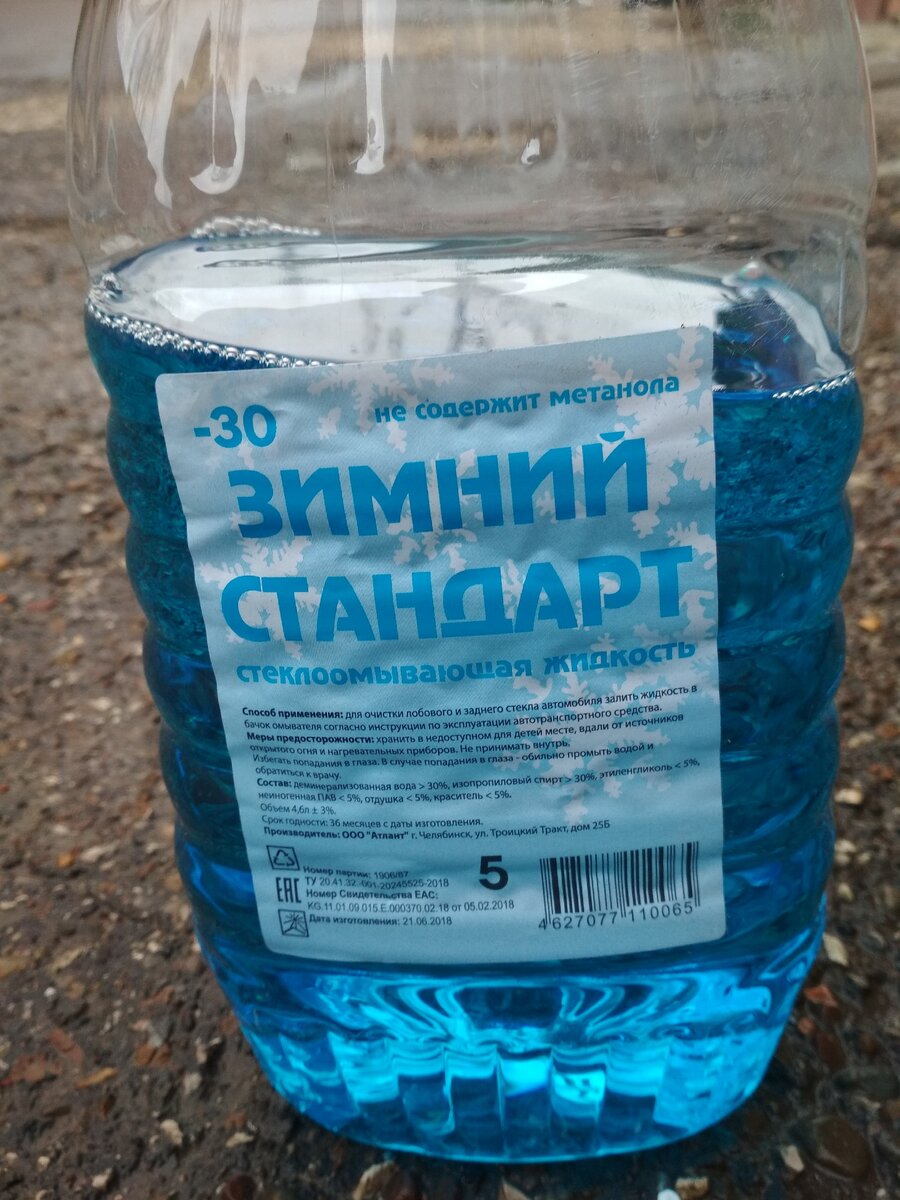 -30
не содержит метанола
ЗИМНИЙ
СТАНДАРТ
стеклоомывающая жидкость
Способ применения: для очистки лобового и заднего стекла автомобиля залить жидкость в
бачок омывателя согласно инструкции по эксплуатации автотранспортного средства.
Меры предосторожности: хранить в недоступном для детей месте, вдали от источников
открытого огня и нагревательных приборов. Не принимать внутрь.
Избегать попадания в глаза. В случае попадания в глаза - обильно промыть водой и
обратиться к врачу.
Состав: деминерализованная вода > 30%, изопропиловый спирт > 30%, этиленгликоль < 5%,
неионогенная ПАВ < 5%, отдушка < 5%, краситель < 5%.
Объем 4,6л ± 3%.
Срок годности: 36 месяцев с даты изготовления.
Производитель: ООО "Атлант" г. Челябинск, ул. Троицкий Тракт, дом 25Б
Номер партии: 1906/87
ТУ 20.41.32.-001-20245525-2018
Номер Свидетельства ЕАС:
KG.11.01.09.015.E.000370.02.18 от 05.02.2018
Дата изготовления: 21.06.2018
EAC
5
4 627077 110065